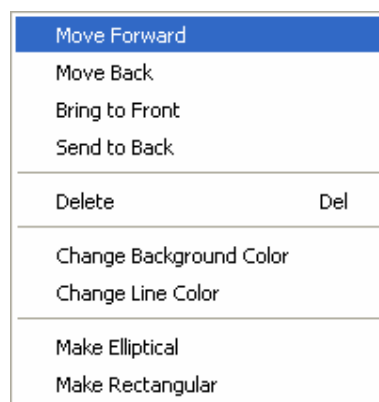 Move Forward
Move Back
Bring to Front
Send to Back
Delete Del
Change Background Color
Change Line Color
Make Elliptical
Make Rectangular